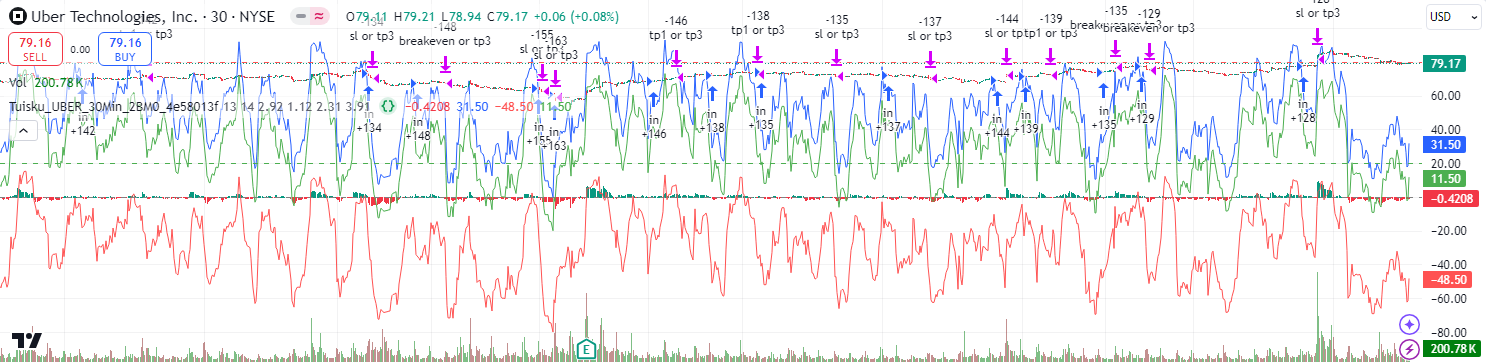 Uber Technologies, Inc. · 30 · NYSE
O79.11 H79.21 L78.94 C79.17 +0.06 (+0.08%)
USD
79.16
SELL
0.00
79.16
BUY
Vol 200.78 K
Tuisku_UBER_30Min_2BM0_4e58013f 13 14 2.92 1.12 2.31 3.91
−0.4208 31.50 −48.50 11.50
in
+142
sl or tp3
in
+134
-148
breakeven or tp3
in
+148
-155
sl or tp3
-163
sl or tp3
in
in
+163
-146
tp1 or tp3
in
+146
-138
tp1 or tp3
in
+138
-135
sl or tp3
in
+135
-137
sl or tp3
in
+137
-144
sl or tp3
in
+144
-139
tp1 or tp3
in
+139
-135
breakeven or tp3
in
+135
-129
breakeven or tp3
in
+129
sl or tp3
in
+128
79.17
60.00
40.00
31.50
20.00
11.50
−0.4208
−20.00
−40.00
−48.50
−60.00
−80.00
200.78 K
E